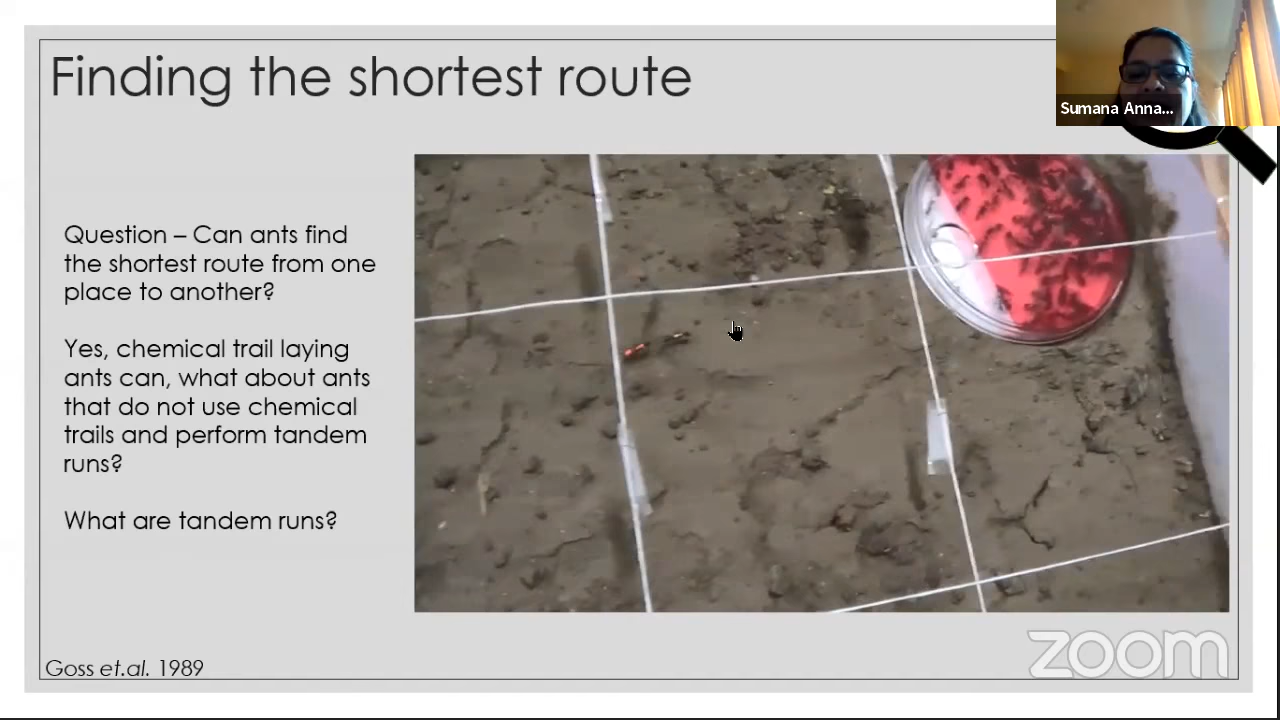 Finding the shortest route
Sumana Anna...
Question – Can ants find
the shortest route from one
place to another?
Yes, chemical trail laying
ants can, what about ants
that do not use chemical
trails and perform tandem
runs?
What are tandem runs?
Goss et.al. 1989
zoom